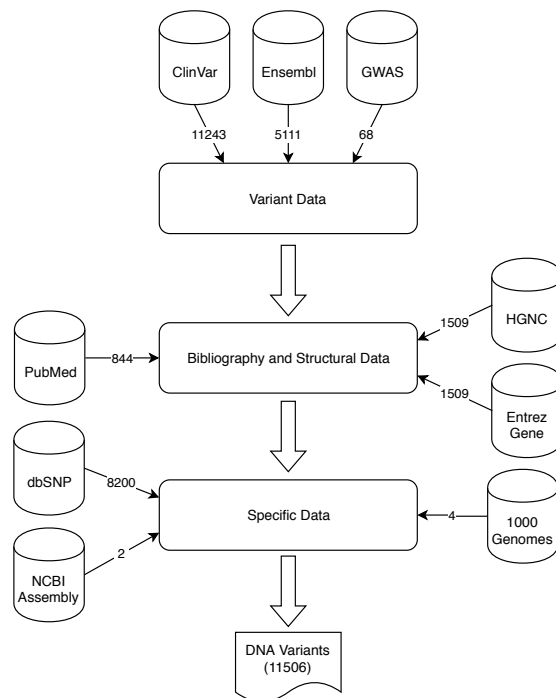 ClinVar
Ensembl
GWAS
11243
5111
68
Variant Data
HGNC
1509
PubMed
844
Bibliography and Structural Data
1509
Entrez
Gene
dbSNP
8200
Specific Data
4
1000
Genomes
NCBI
Assembly
2
DNA Variants
(11506)